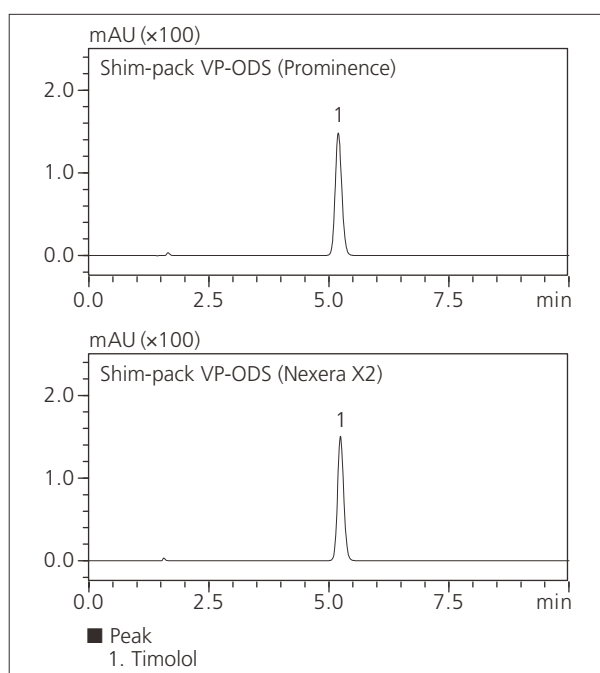 mAU (×100)
Shim-pack VP-ODS (Prominence)
2.0
1
1.0
0.0
0.0 2.5 5.0 7.5 min
mAU (×100)
Shim-pack VP-ODS (Nexera X2)
2.0
1
1.0
0.0
0.0 2.5 5.0 7.5 min
■ Peak
1. Timolol